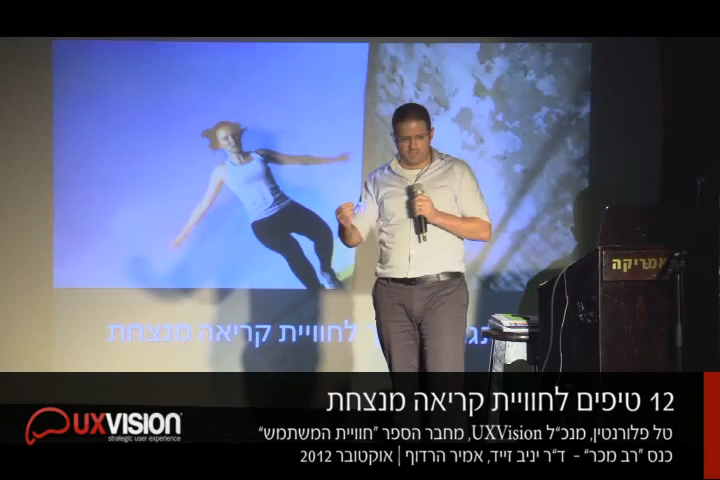 לחוויית קריאה מנצחת
אמריקה
12 טיפים לחוויית קריאה מנצחת
טל פלורנטין, מנכ"ל UXVision, מחבר הספר "חוויית המשתמש"
כנס "רב מכר" - ד"ר יניב זייד, אמיר הרדוף | אוקטובר 2012
UXVISION
strategic user experience